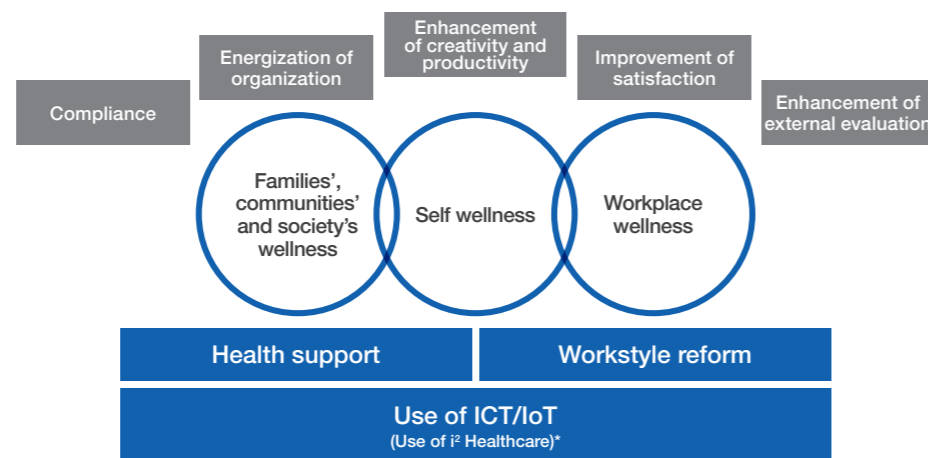 Enhancement
of creativity and
productivity
Energization of
organization
Improvement of
satisfaction
Compliance
Enhancement of
external evaluation
Families',
communities'
and society's
wellness
Self wellness
Workplace
wellness
Health support
Workstyle reform
Use of ICT/IoT
(Use of i² Healthcare)*